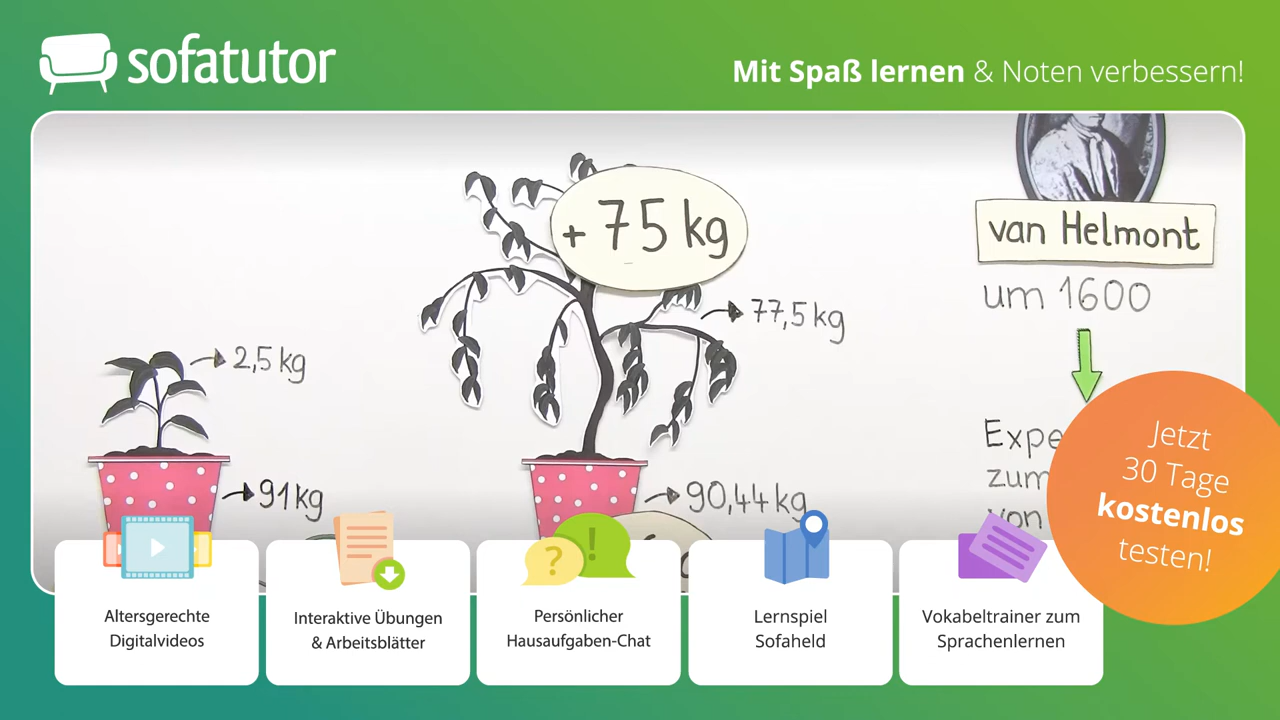 sofatutor
Mit Spaß lernen & Noten verbessern!
+ 75 kg
van Helmont
um 1600
77,5 kg
2,5 kg
91 kg
90,44 kg
zum
von
Jetzt
30 Tage
kostenlos
testen!
Altersgerechte
Digitalvideos
Interaktive Übungen
& Arbeitsblätter
Persönlicher
Hausaufgaben-Chat
Lernspiel
Sofaheld
Vokabeltrainer zum
Sprachenlernen